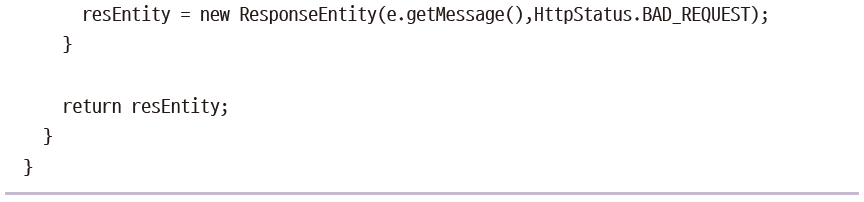 resEntity = new ResponseEntity(e.getMessage(),HttpStatus.BAD_REQUEST);
}
return resEntity;
}
}